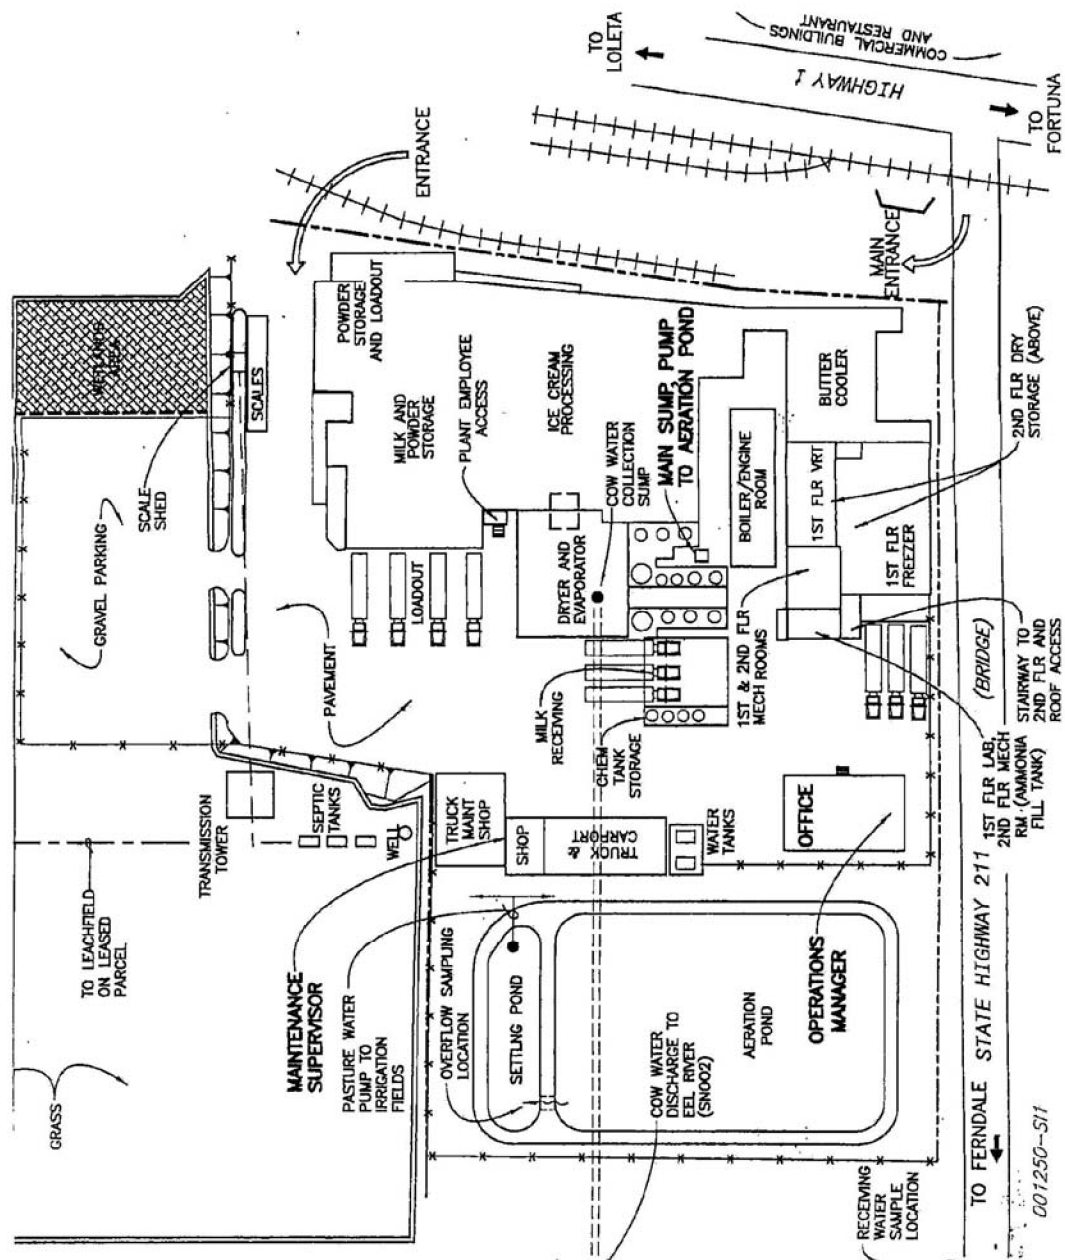 TO
LOLETA
COMMERCIAL BUILDINGS
AND RESTAURANT
HIGHWAY 1
TO
FORTUNA
ENTRANCE
MAIN
ENTRANCE
WETLANDS
AREA
SCALES
SCALE
SHED
GRAVEL PARKING
PAVEMENT
POWDER
STORAGE
AND LOADOUT
MILK AND
POWDER
STORAGE
PLANT EMPLOYEE
ACCESS
ICE CREAM
PROCESSING
COW WATER
COLLECTION
SUMP
MAIN SUMP, PUMP
TO AERATION POND
BOILER/ENGINE
ROOM
BUTTER
COOLER
2ND FLR DRY
STORAGE (ABOVE)
1ST FLR VRT
1ST FLR
FREEZER
LOADOUT
DRYER AND
EVAPORATOR
MILK
RECEIVING
CHEM
TANK
STORAGE
1ST & 2ND FLR
MECH ROOMS
STAIRWAY TO
2ND FLR AND
ROOF ACCESS
1ST FLR LAB,
2ND FLR MECH
RM (AMMONIA
FILL TANK)
(BRIDGE)
TRANSMISSION
TOWER
SEPTIC
TANKS
WELL
TRUCK
MAINT
SHOP
SHOP
TRUCK &
CARPORT
WATER
TANKS
OFFICE
TO LEACHFIELD
ON LEASED
PARCEL
GRASS
MAINTENANCE
SUPERVISOR
PASTURE WATER
PUMP TO
IRRIGATION
FIELDS
OVERFLOW SAMPLING
LOCATION
SETTLNG POND
COW WATER
DISCHARGE TO
EEL RIVER
(SN002)
AERATION
POND
OPERATIONS
MANAGER
RECEIVING
WATER
SAMPLE
LOCATION
TO FERNDALE STATE HIGHWAY 211
001250-S11